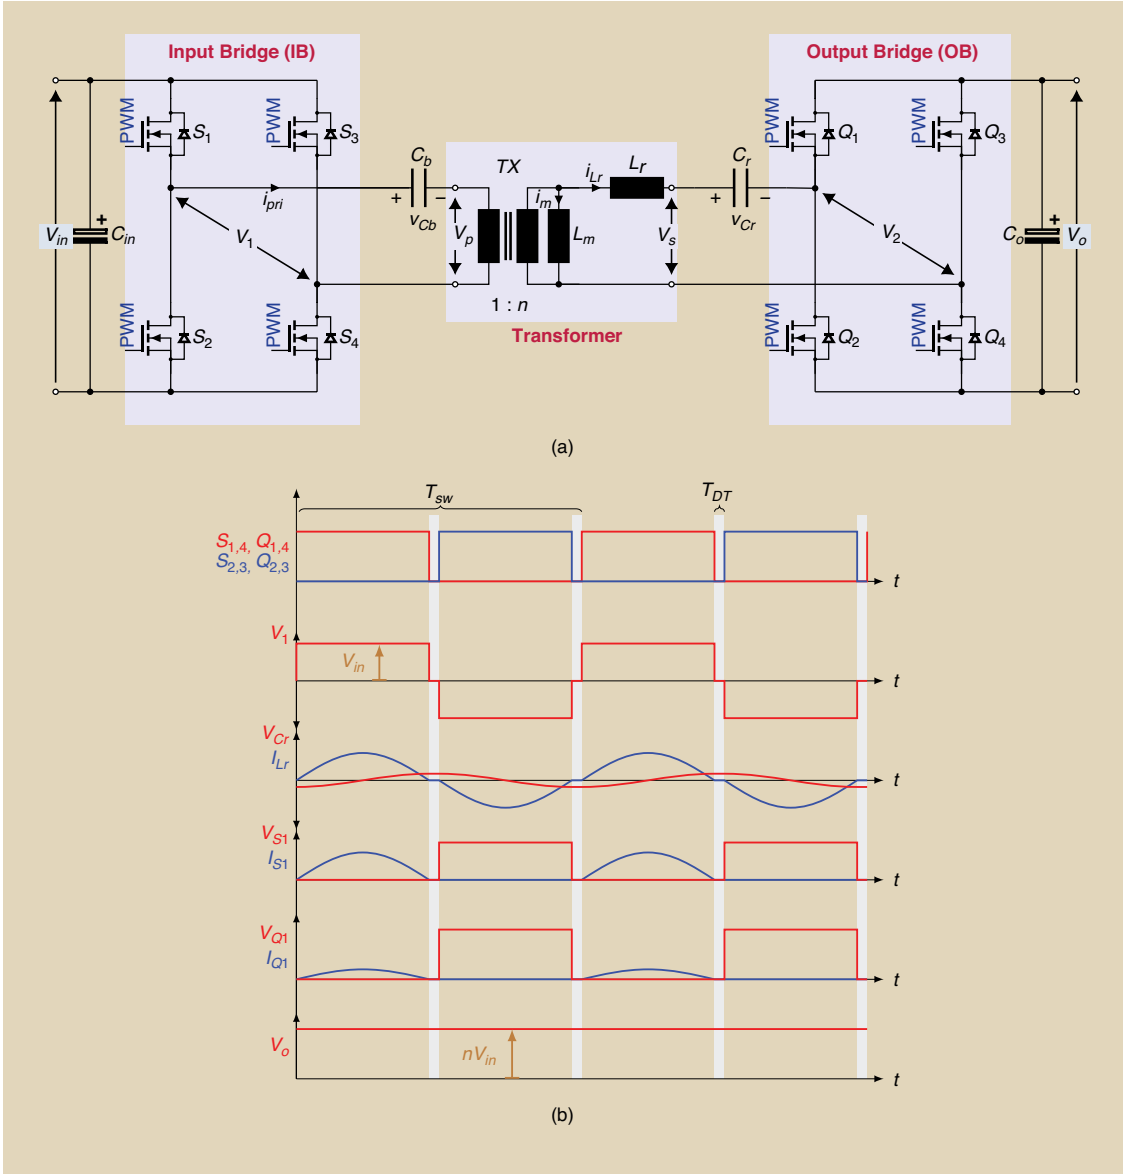 Input Bridge (IB)
Output Bridge (OB)
PWM
S1
PWM
S3
PWM
Q1
PWM
Q3
Cb
TX
iLr
Lr
Cr
ipri
+ −
vCb
im
+ −
vCr
Vin
+
Cin
V1
Vp
Lm
Vs
V2
Co
+
Vo
1 : n
Transformer
PWM
S2
PWM
S4
PWM
Q2
PWM
Q4
(a)
Tsw
TDT
S1,4, Q1,4
S2,3, Q2,3
t
V1
Vin
t
VCr
ILr
t
VS1
IS1
t
VQ1
IQ1
t
Vo
nVin
t
(b)